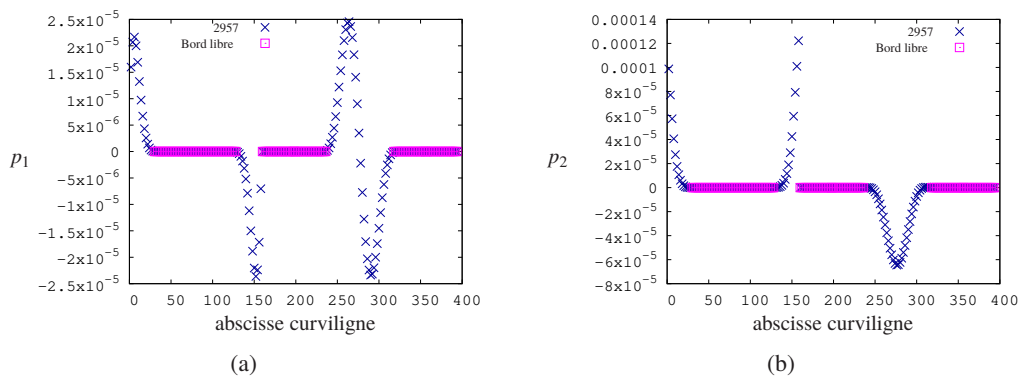 2.5x10⁻⁵
2x10⁻⁵
1.5x10⁻⁵
1x10⁻⁵
5x10⁻⁶
0
-5x10⁻⁶
-1x10⁻⁵
-1.5x10⁻⁵
-2x10⁻⁵
-2.5x10⁻⁵
p₁
2957
Bord libre
0 50 100 150 200 250 300 350 400
abscisse curviligne
(a)
0.00014
0.00012
0.0001
8x10⁻⁵
6x10⁻⁵
4x10⁻⁵
2x10⁻⁵
0
-2x10⁻⁵
-4x10⁻⁵
-6x10⁻⁵
-8x10⁻⁵
p₂
2957
Bord libre
0 50 100 150 200 250 300 350 400
abscisse curviligne
(b)